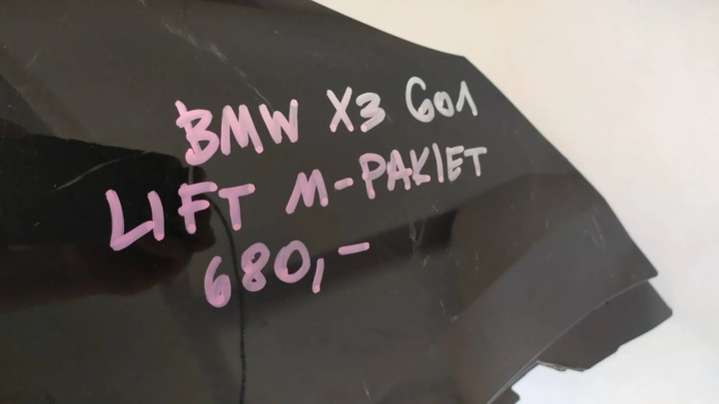 BMW X3 G01
LIFT M-PAKIET
680,-